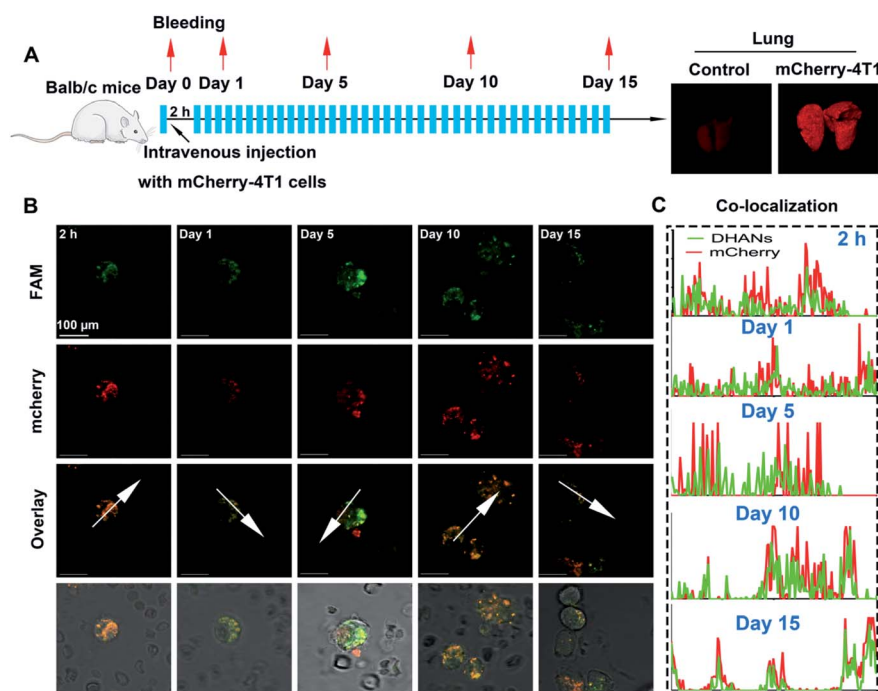 A
Bleeding
Day 0
Day 1
Day 5
Day 10
Day 15
Balb/c mice
2 h
Intravenous injection
with mCherry-4T1 cells
Lung
Control
mCherry-4T1
B
2 h
Day 1
Day 5
Day 10
Day 15
FAM
100 µm
mcherry
Overlay
C
Co-localization
DHANs
mCherry
2 h
Day 1
Day 5
Day 10
Day 15